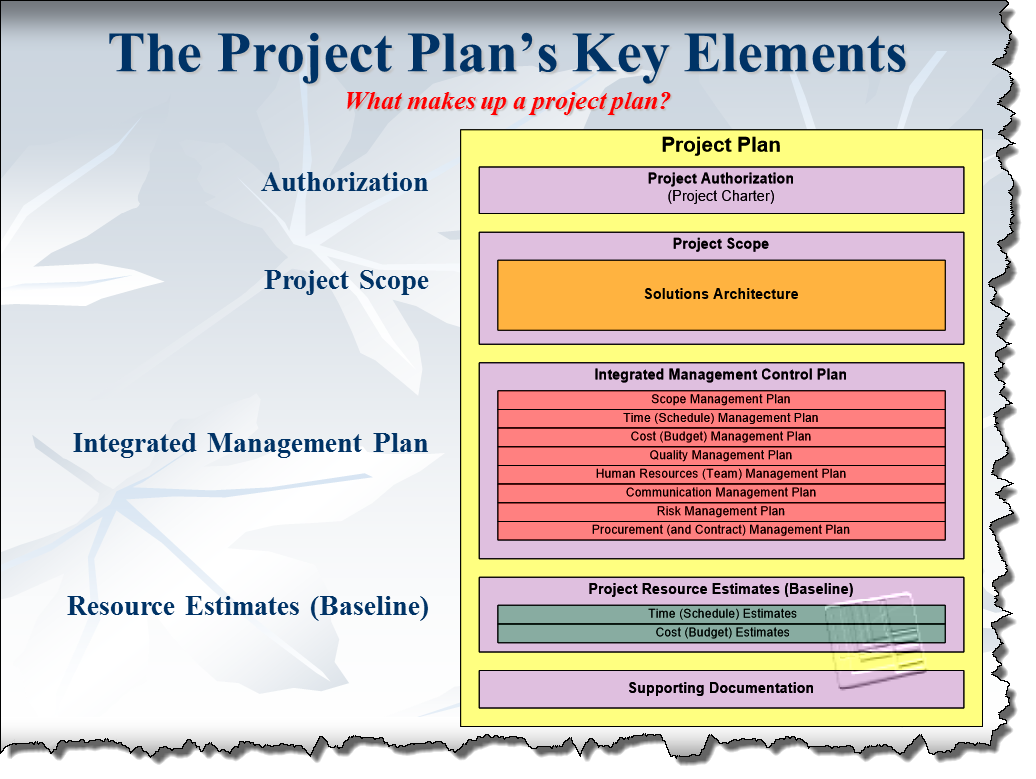 The Project Plan’s Key Elements
What makes up a project plan?
Project Plan
Authorization
Project Authorization
(Project Charter)
Project Scope
Project Scope
Solutions Architecture
Integrated Management Plan
Integrated Management Control Plan
Scope Management Plan
Time (Schedule) Management Plan
Cost (Budget) Management Plan
Quality Management Plan
Human Resources (Team) Management Plan
Communication Management Plan
Risk Management Plan
Procurement (and Contract) Management Plan
Resource Estimates (Baseline)
Project Resource Estimates (Baseline)
Time (Schedule) Estimates
Cost (Budget) Estimates
Supporting Documentation